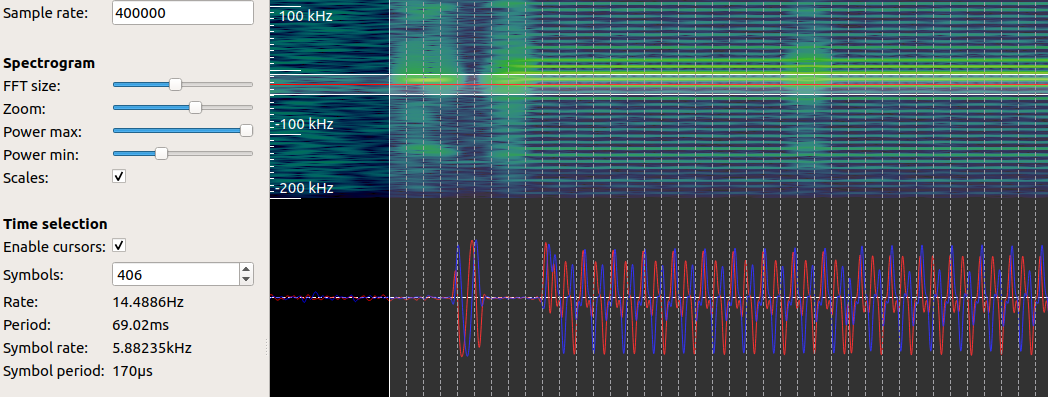 Sample rate: 400000
Spectrogram
FFT size:
Zoom:
Power max:
Power min:
Scales:
Time selection
Enable cursors:
Symbols: 406
Rate: 14.4886Hz
Period: 69.02ms
Symbol rate: 5.88235kHz
Symbol period: 170µs
100 kHz
-100 kHz
-200 kHz